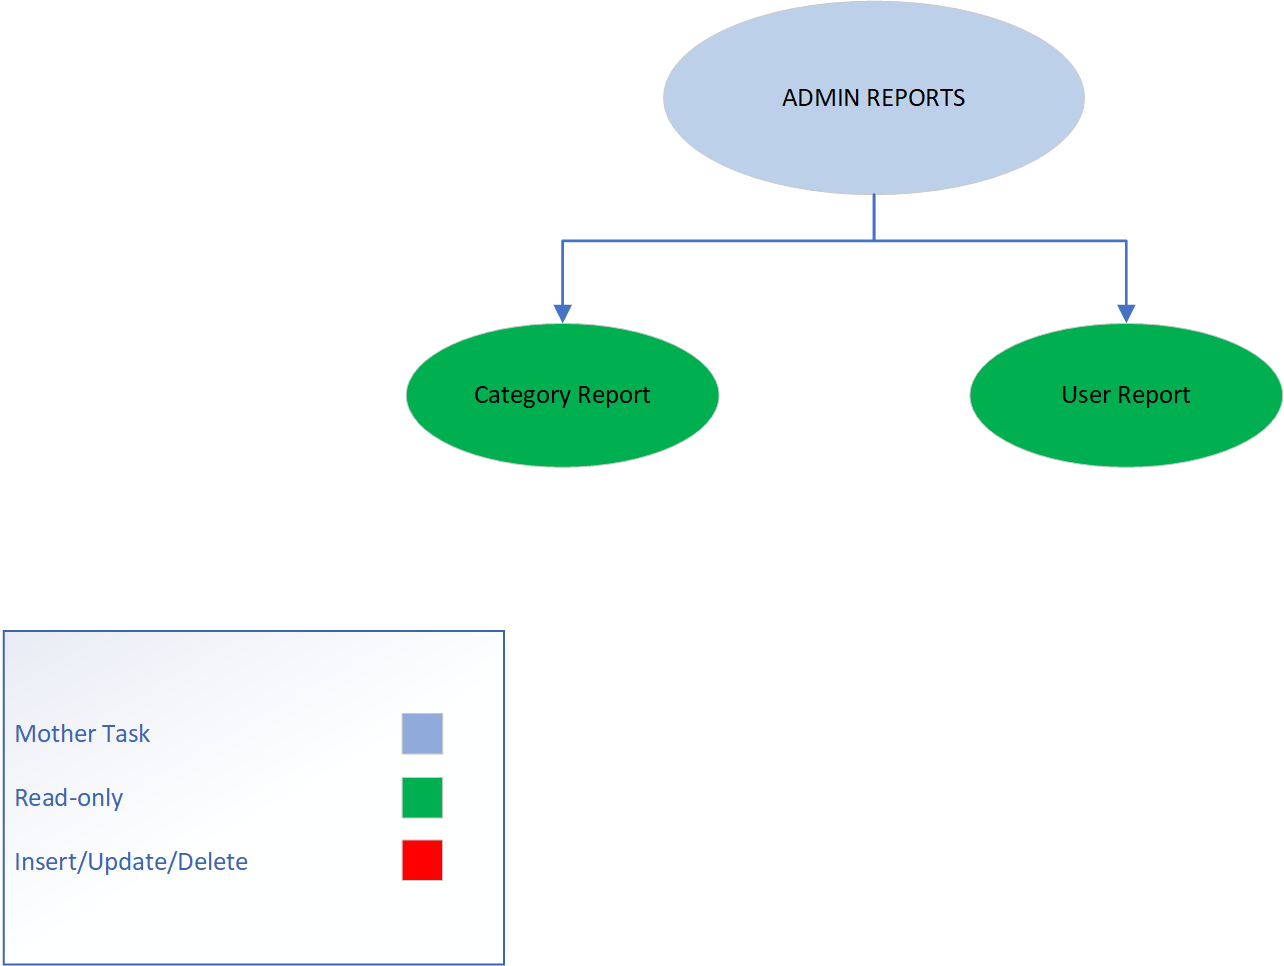 ADMIN REPORTS
Category Report
User Report
Mother Task
Read-only
Insert/Update/Delete